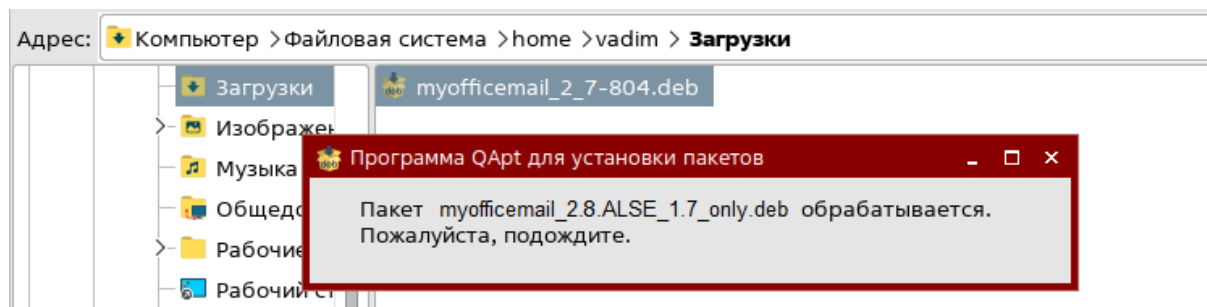 Адрес: Компьютер >Файловая система >home >vadim > Загрузки
Загрузки
myofficemail_2_7-804.deb
Изображен
Музыка
Общедо
Рабочие
Рабочий ст
Программа QApt для установки пакетов
Пакет myofficemail_2.8.ALSE_1.7_only.deb обрабатывается.
Пожалуйста, подождите.